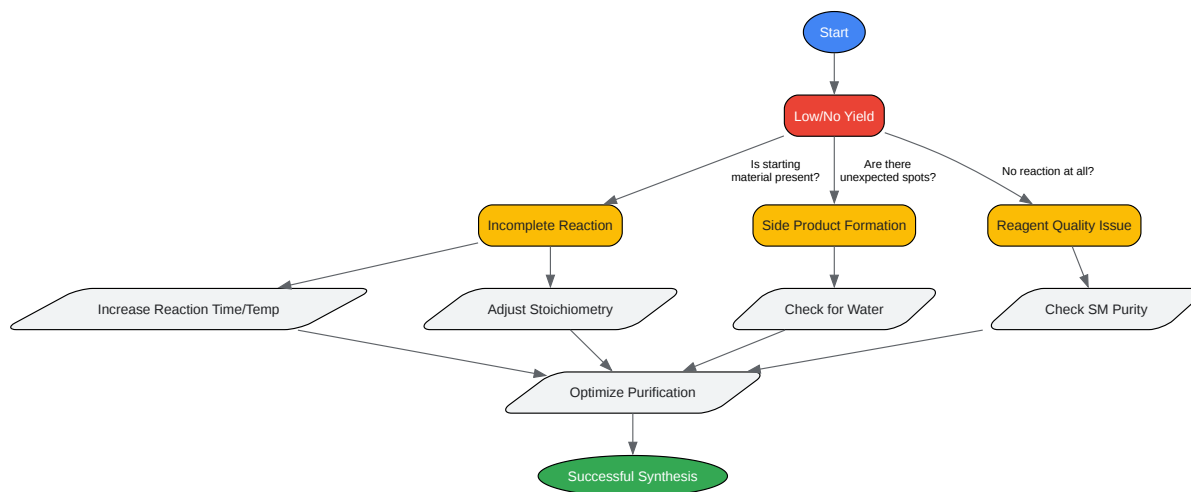 Start
Low/No Yield
Is starting
material present?
Are there
unexpected spots?
No reaction at all?
Incomplete Reaction
Side Product Formation
Reagent Quality Issue
Increase Reaction Time/Temp
Adjust Stoichiometry
Check for Water
Check SM Purity
Optimize Purification
Successful Synthesis